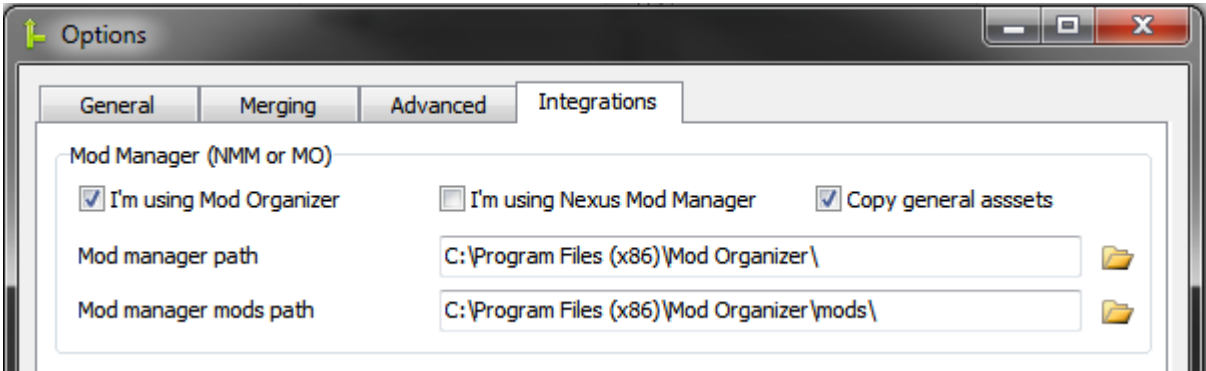 Options
General Merging Advanced Integrations
Mod Manager (NMM or MO)
I'm using Mod Organizer I'm using Nexus Mod Manager Copy general asssets
Mod manager path C:\Program Files (x86)\Mod Organizer\
Mod manager mods path C:\Program Files (x86)\Mod Organizer\mods\